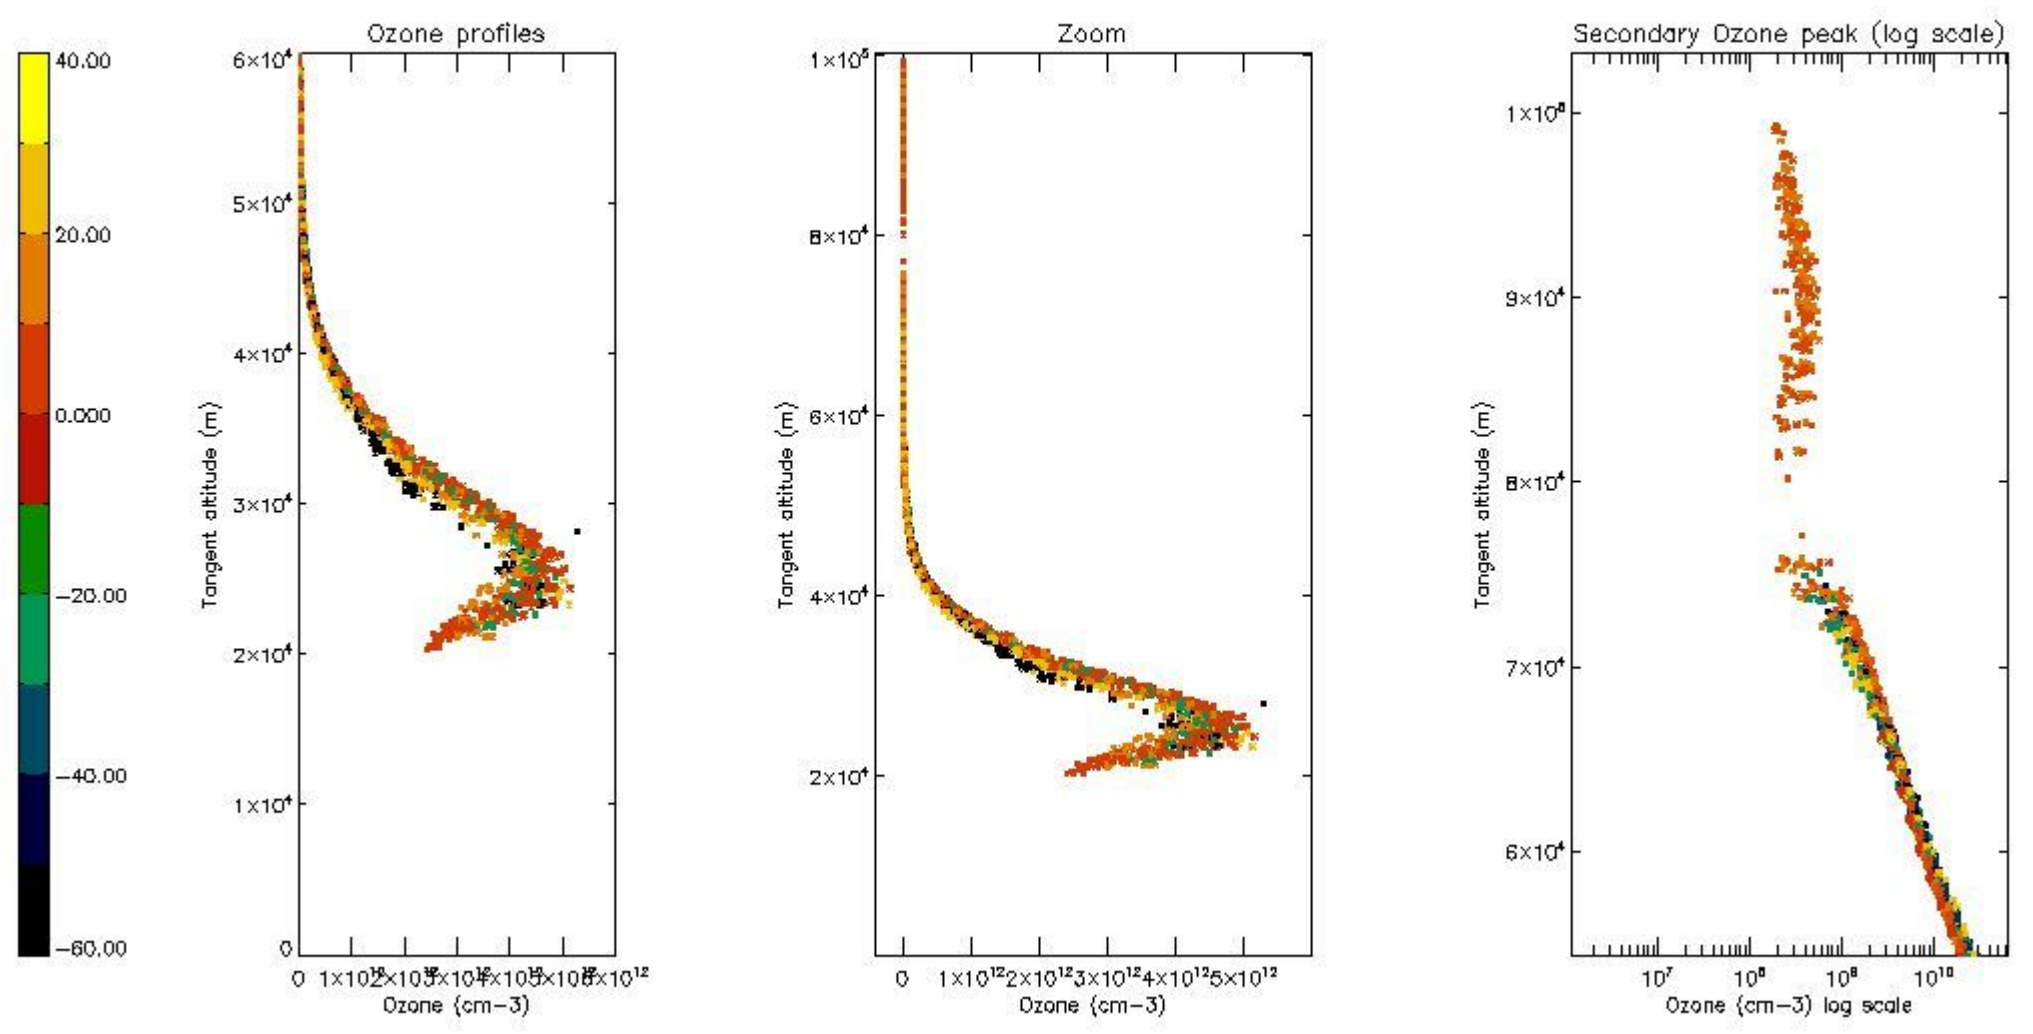 Ozone profiles
Zoom
Secondary Ozone peak (log scale)
40.00
20.00
0.000
-20.00
-40.00
-60.00
6×10⁴
5×10⁴
4×10⁴
3×10⁴
2×10⁴
1×10⁴
0
Tangent altitude (m)
0
Ozone (cm-3)
1×10⁵
8×10⁴
6×10⁴
4×10⁴
2×10⁴
Tangent altitude (m)
0 1×10¹² 2×10¹² 3×10¹² 4×10¹² 5×10¹²
Ozone (cm-3)
9×10⁴
8×10⁴
7×10⁴
6×10⁴
Tangent altitude (m)
10⁷ 10⁸ 10⁹ 10¹⁰
Ozone (cm-3) log scale